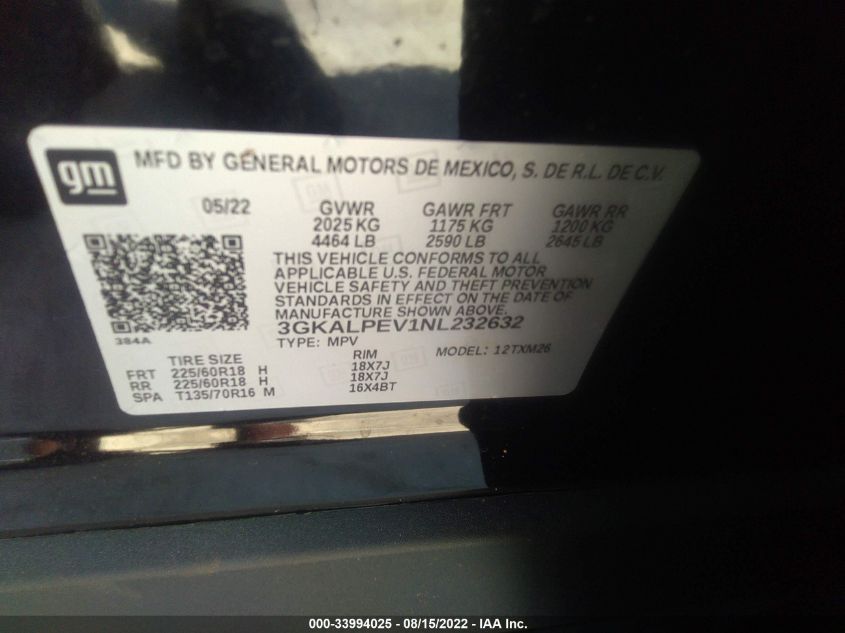 gm MFD BY GENERAL MOTORS DE MEXICO, S. DE R.L. DE C.V.
05/22 GVWR GAWR FRT GAWR RR
2025 KG 1175 KG 1200 KG
4464 LB 2590 LB 2645 LB
THIS VEHICLE CONFORMS TO ALL
APPLICABLE U.S. FEDERAL MOTOR
VEHICLE SAFETY AND THEFT PREVENTION
STANDARDS IN EFFECT ON THE DATE OF
MANUFACTURE SHOWN ABOVE.
3GKALPEV1NL232632
384A TYPE: MPV MODEL: 12TXM26
TIRE SIZE RIM
FRT 225/60R18 H 18X7J
RR 225/60R18 H 18X7J
SPA T135/70R16 M 16X4BT
000-33994025 - 08/15/2022 - IAA Inc.